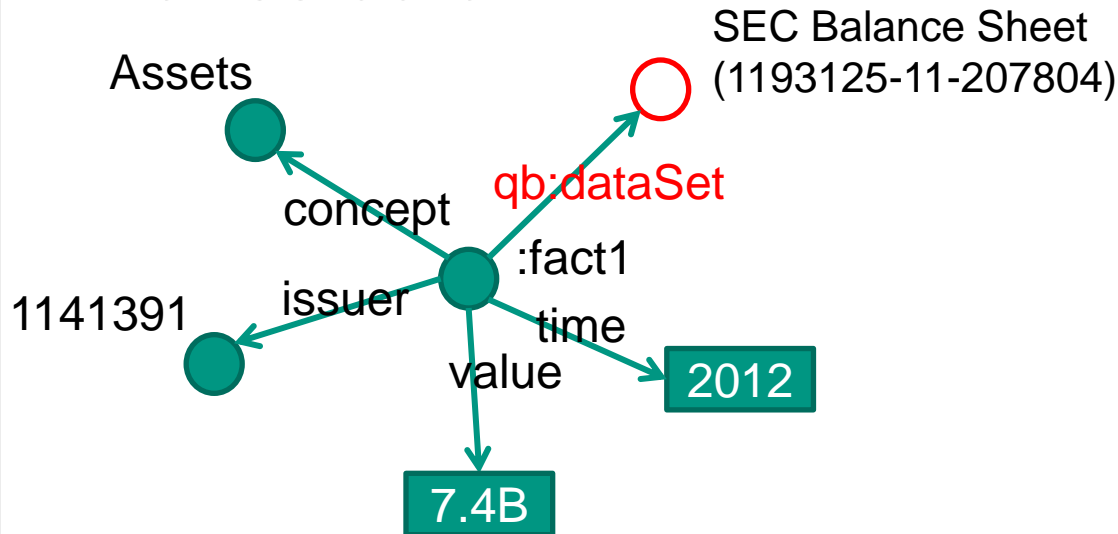 SEC Balance Sheet
(1193125-11-207804)
Assets
qb:dataSet
concept
:fact1
1141391
issuer
time
value
2012
7.4B